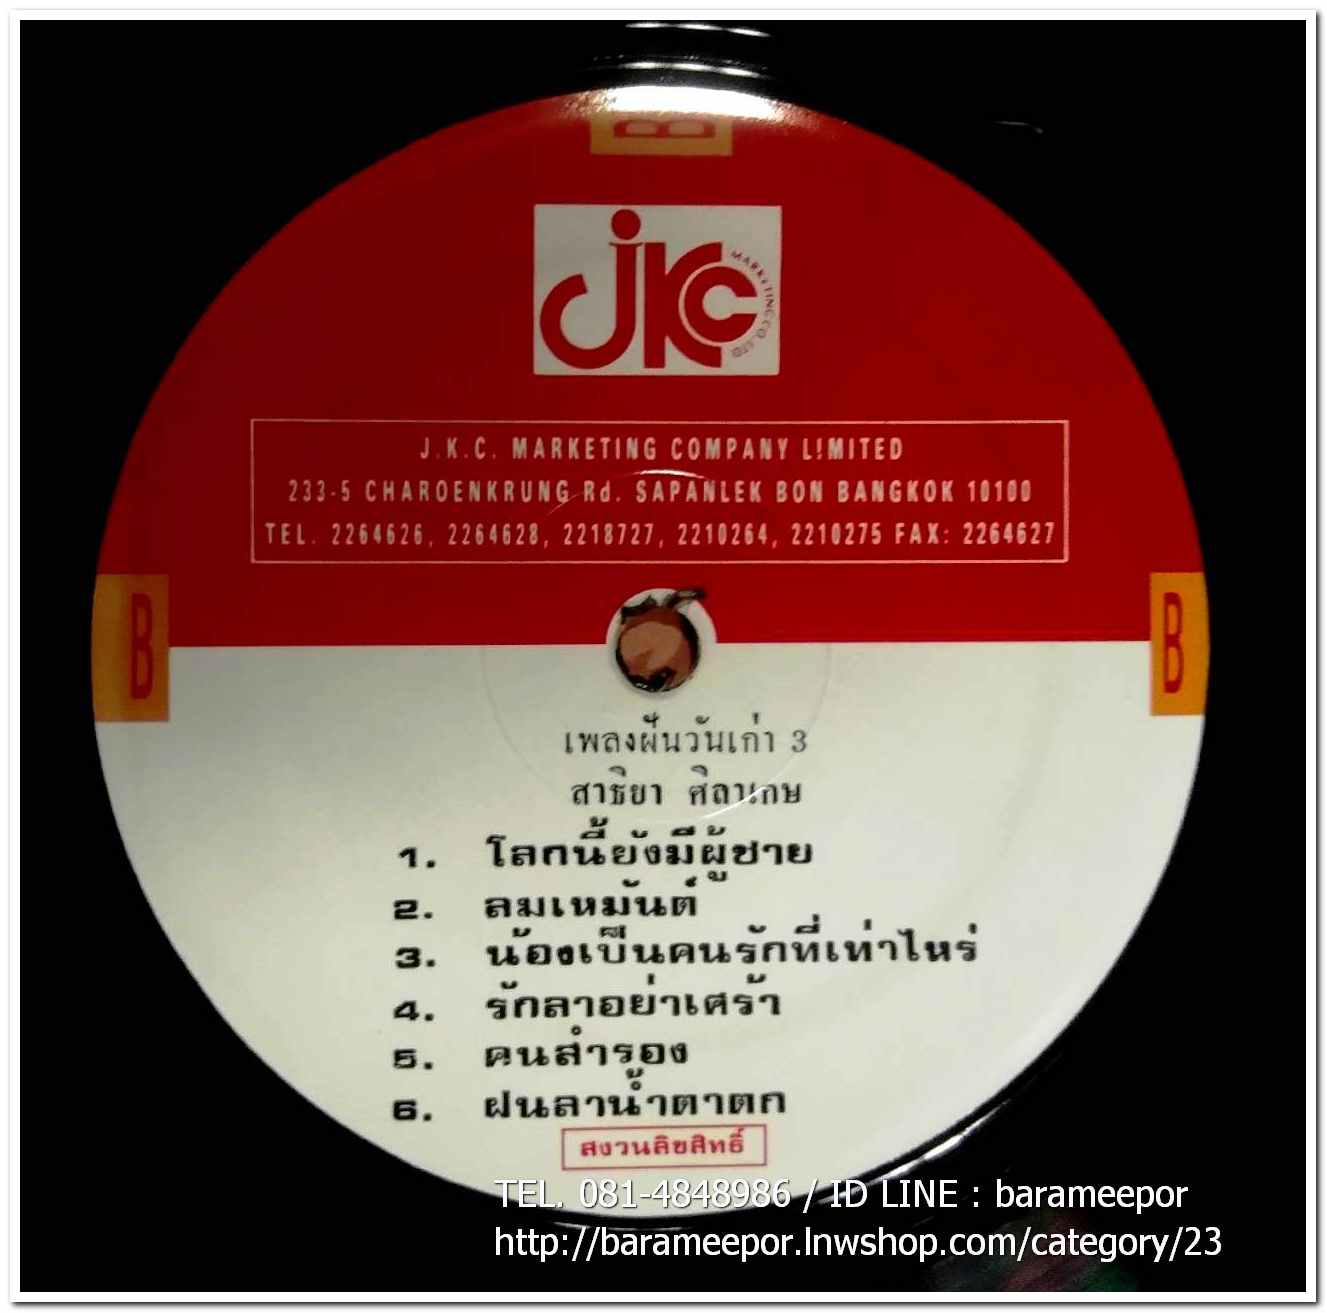 B
JKC
MARKETING CO., LTD.
J.K.C. MARKETING COMPANY LIMITED
233-5 CHAROENKRUNG Rd. SAPANLEK BON BANGKOK 10100
TEL. 2264626, 2264628, 2218727, 2210264, 2210275 FAX: 2264627
B B
เพลงฝันวันเก่า 3
สาธิยา ศิลาเกษ
1. โลกนี้ยังมีผู้ชาย
2. ลมเหมันต์
3. น้องเป็นคนรักที่เท่าไหร่
4. รักลาอย่าเศร้า
5. คนสำรอง
6. ฝนลาน้ำตาตก
สงวนลิขสิทธิ์
TEL. 081-4848986 / ID LINE : barameepor
http://barameepor.lnwshop.com/category/23